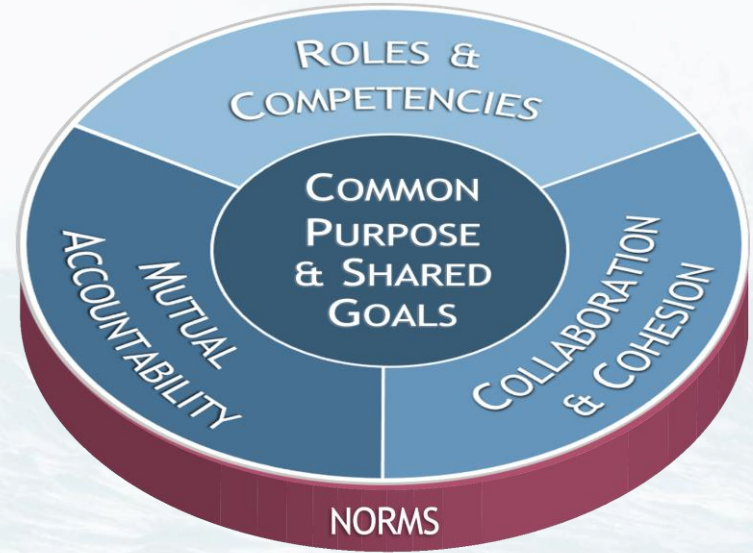 ROLES &
COMPETENCIES
COMMON
PURPOSE
& SHARED
GOALS
MUTUAL
ACCOUNTABILITY
COLLABORATION
& COHESION
NORMS